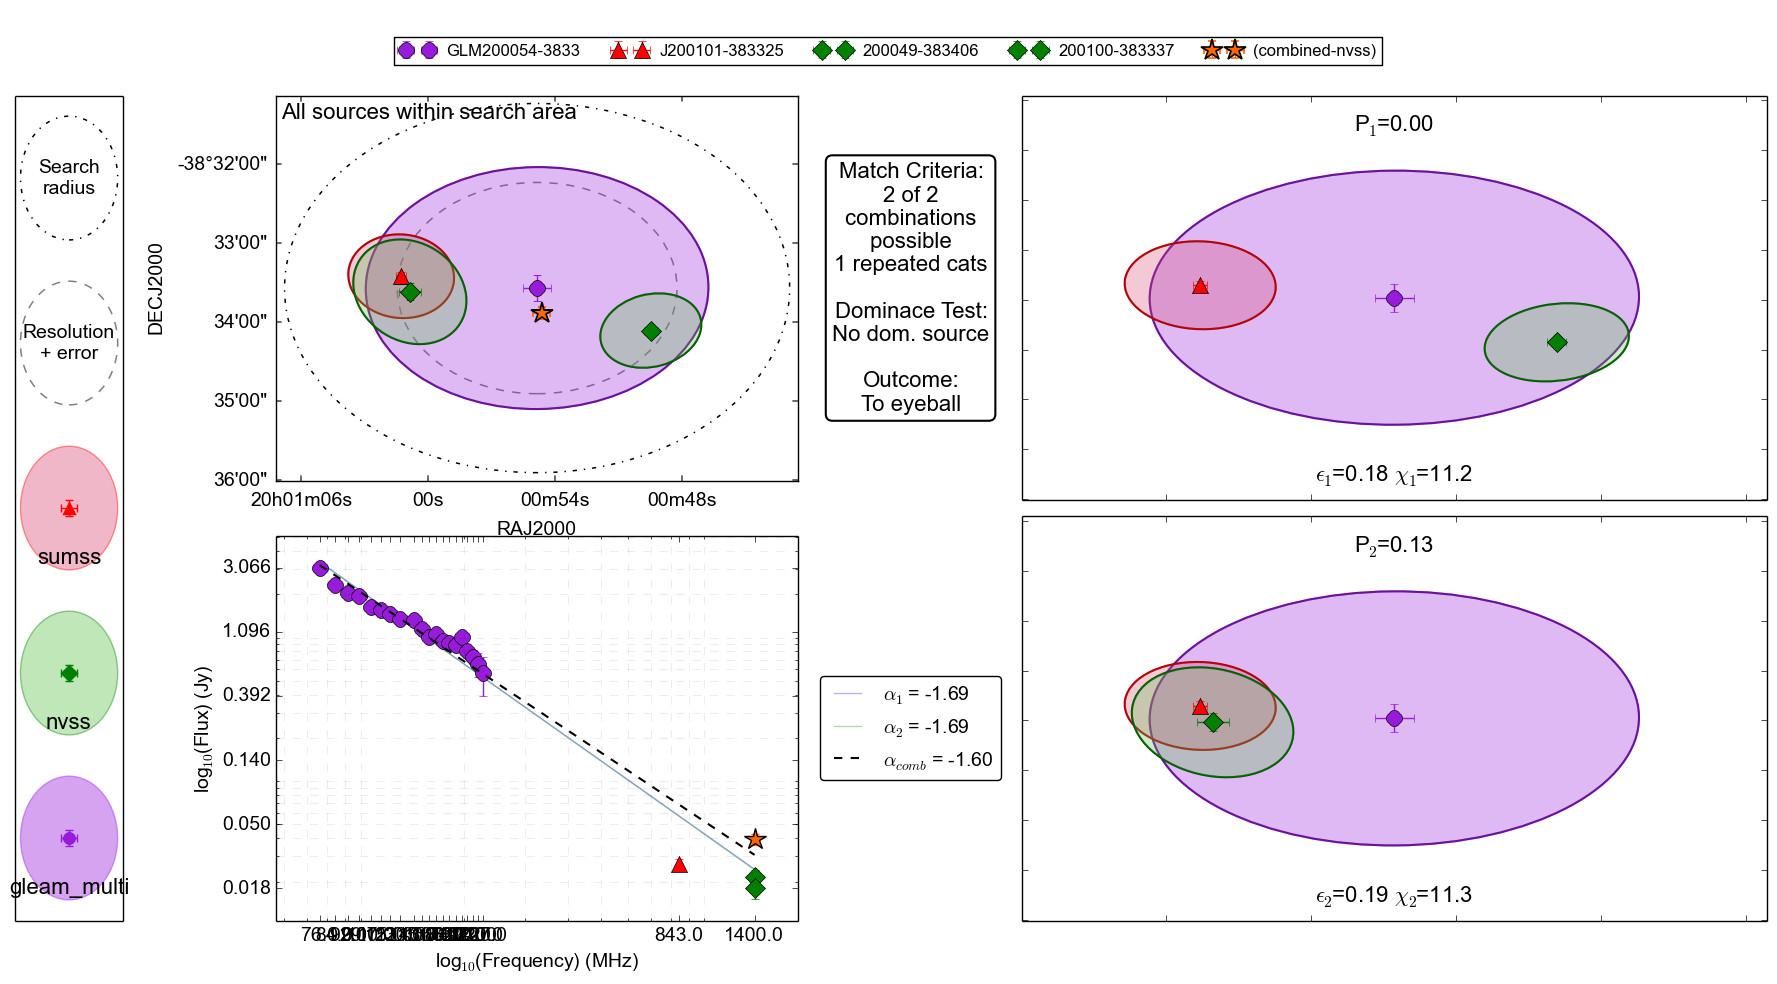 GLM200054-3833 J200101-383325 200049-383406 200100-383337 (combined-nvss)
Search
radius
Resolution
+ error
sumss
nvss
gleam_multi
All sources within search area
DECJ2000
-38°32'00"
33'00"
34'00"
35'00"
36'00"
20h01m06s 00s 00m54s 00m48s
RAJ2000
Match Criteria:
2 of 2
combinations
possible
1 repeated cats
Dominace Test:
No dom. source
Outcome:
To eyeball
P1=0.00
ϵ1=0.18 χ1=11.2
P2=0.13
ϵ2=0.19 χ2=11.3
log10(Flux) (Jy)
3.066
1.096
0.392
0.140
0.050
0.018
843.0 1400.0
log10(Frequency) (MHz)
α1 = -1.69
α2 = -1.69
αcomb = -1.60